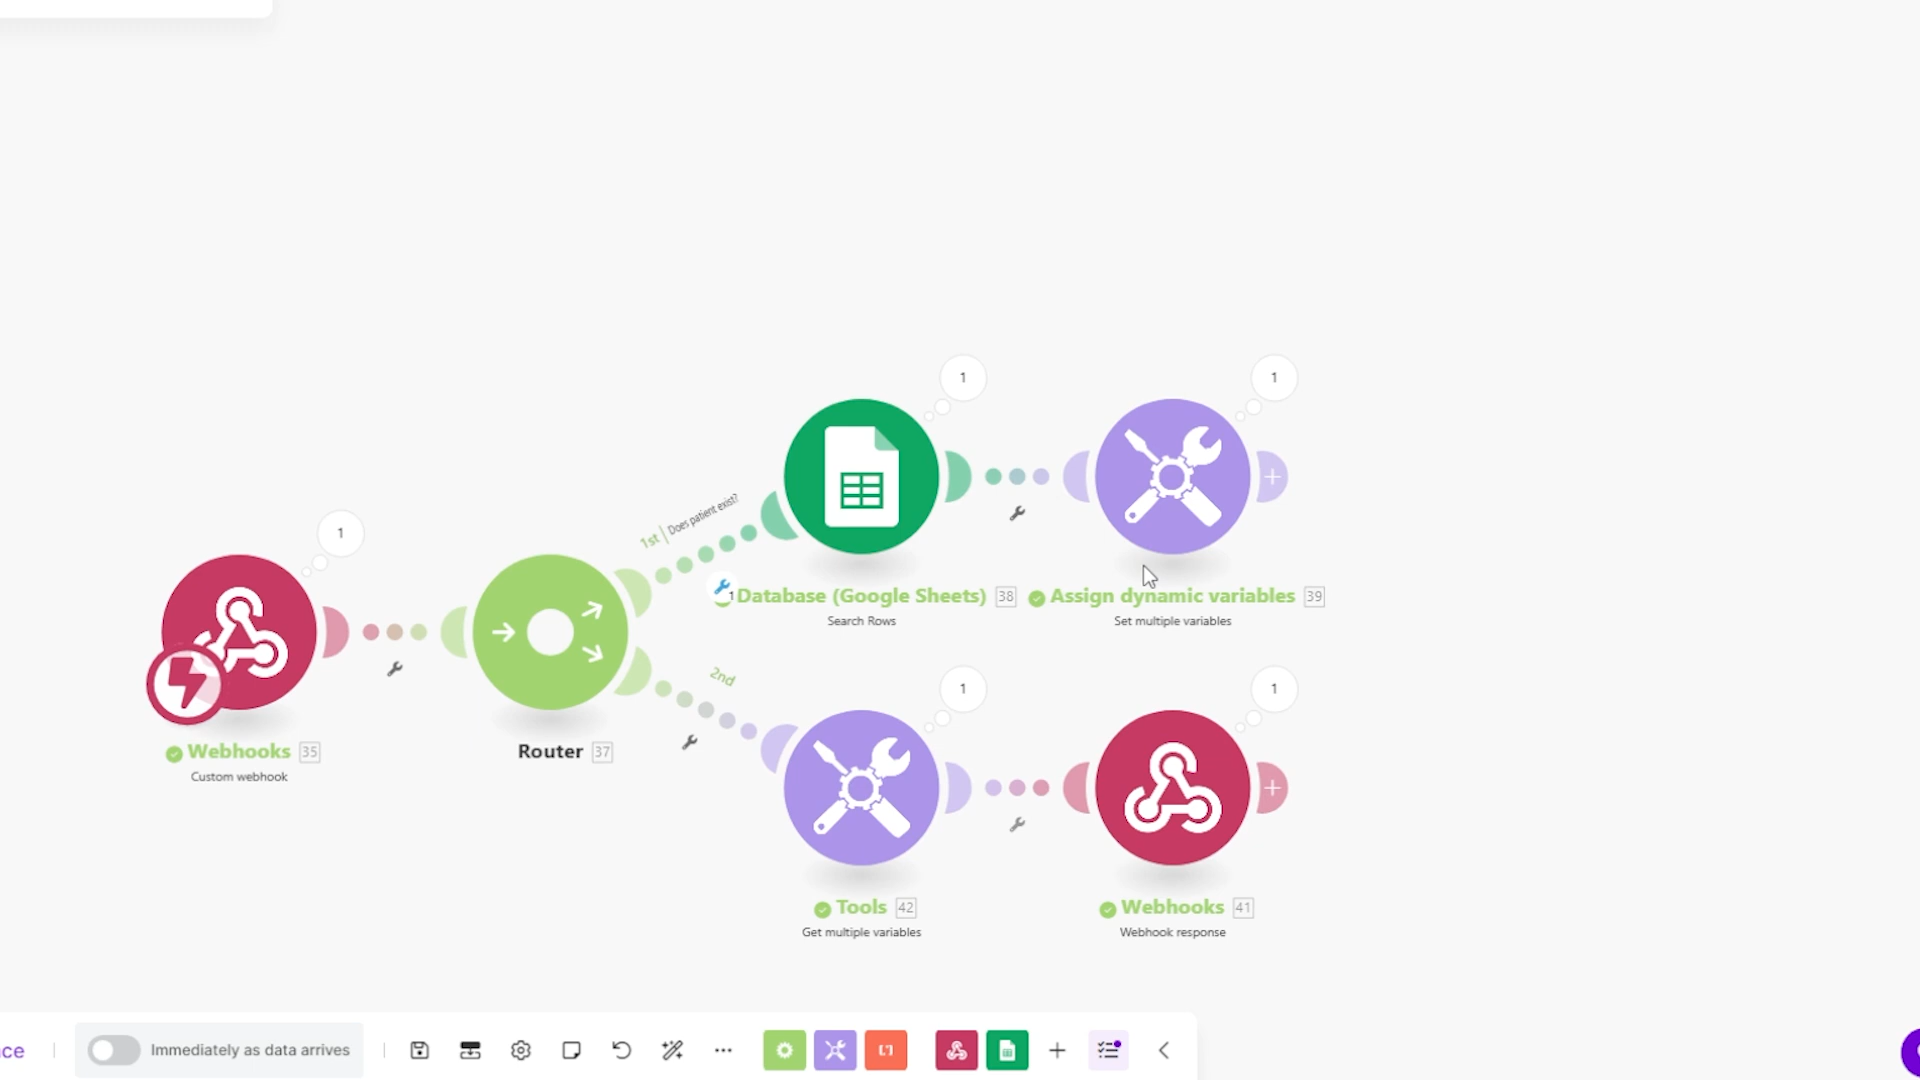 1
1
1
1st | Does patient exist?
1
Database (Google Sheets) 38
Search Rows
Assign dynamic variables 39
Set multiple variables
2nd
1
1
Webhooks 35
Custom webhook
Router 37
Tools 42
Get multiple variables
Webhooks 41
Webhook response
ce
Immediately as data arrives